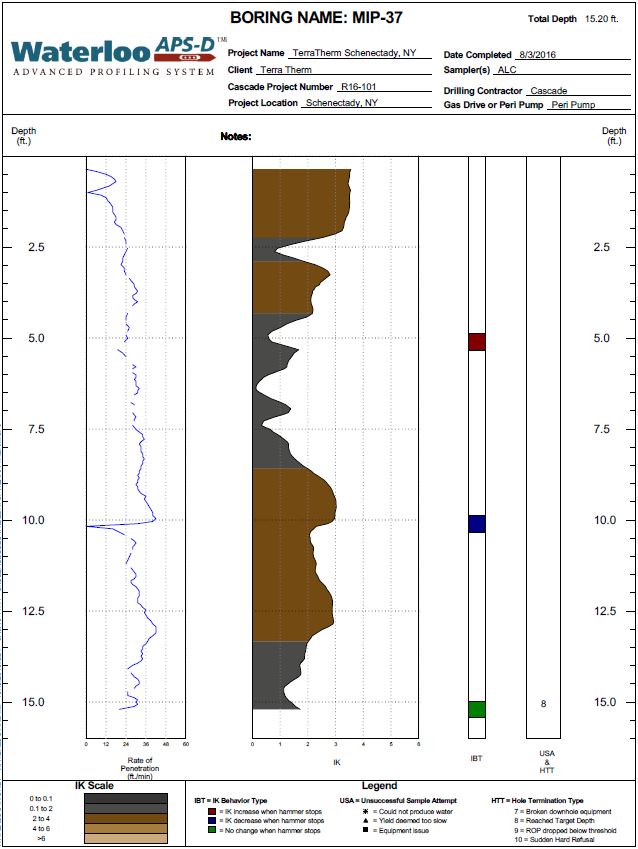 BORING NAME: MIP-37
Total Depth 15.20 ft.
Waterloo APS-D™
ADVANCED PROFILING SYSTEM
Project Name TerraTherm Schenectady, NY
Client Terra Therm
Cascade Project Number R16-101
Project Location Schenectady, NY
Date Completed 8/3/2016
Sampler(s) ALC
Drilling Contractor Cascade
Gas Drive or Peri Pump Peri Pump
Depth
(ft.)
Notes:
Depth
(ft.)
2.5 2.5
5.0 5.0
7.5 7.5
10.0 10.0
12.5 12.5
15.0 8 15.0
0 12 24 36 48 60 0 1 2 3 4 5 6
Rate of
Penetration
(ft./min)
IK
IBT
USA
&
HTT
IK Scale
0 to 0.1
0.1 to 2
2 to 4
4 to 6
>6
Legend
IBT = IK Behavior Type
IK increase when hammer stops
IK decrease when hammer stops
No change when hammer stops
USA = Unsuccessful Sample Attempt
Could not produce water
Yield deemed too slow
Equipment issue
HTT = Hole Termination Type
7 = Broken downhole equipment
8 = Reached Target Depth
9 = ROP dropped below threshold
10 = Sudden Hard Refusal